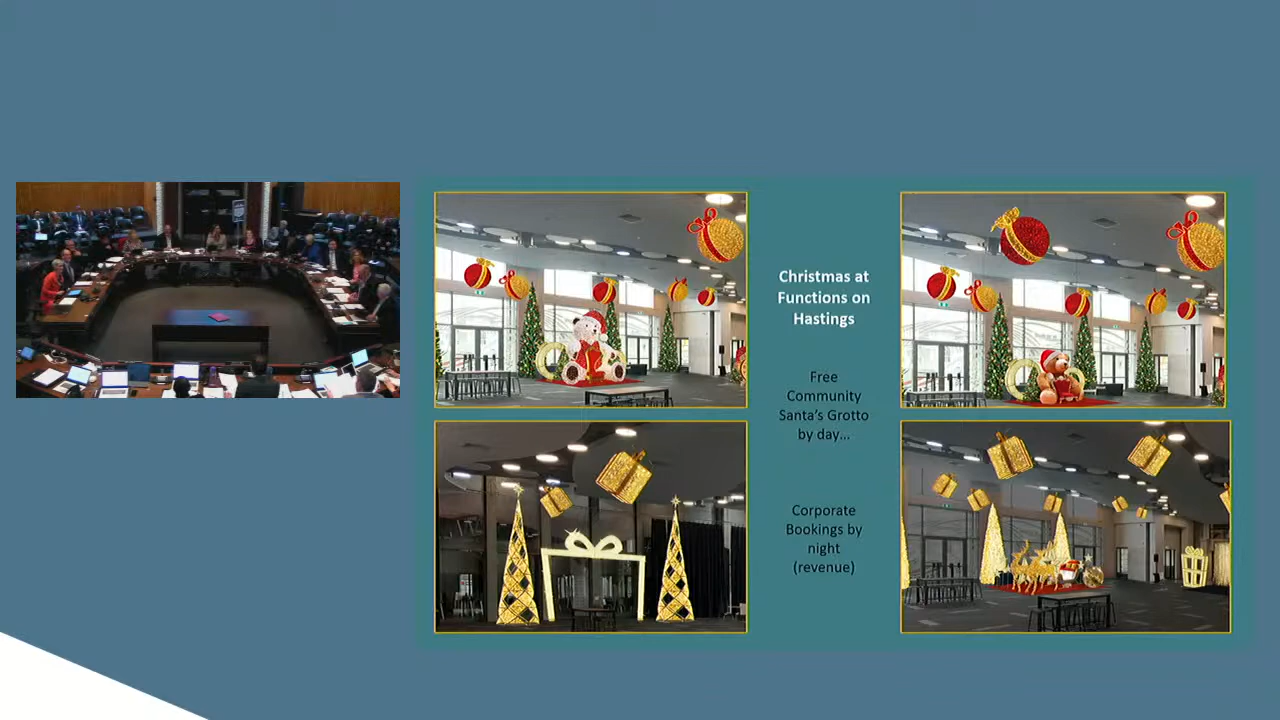 Christmas at
Functions on
Hastings
Free
Community
Santa's Grotto
by day...
Corporate
Bookings by
night
(revenue)